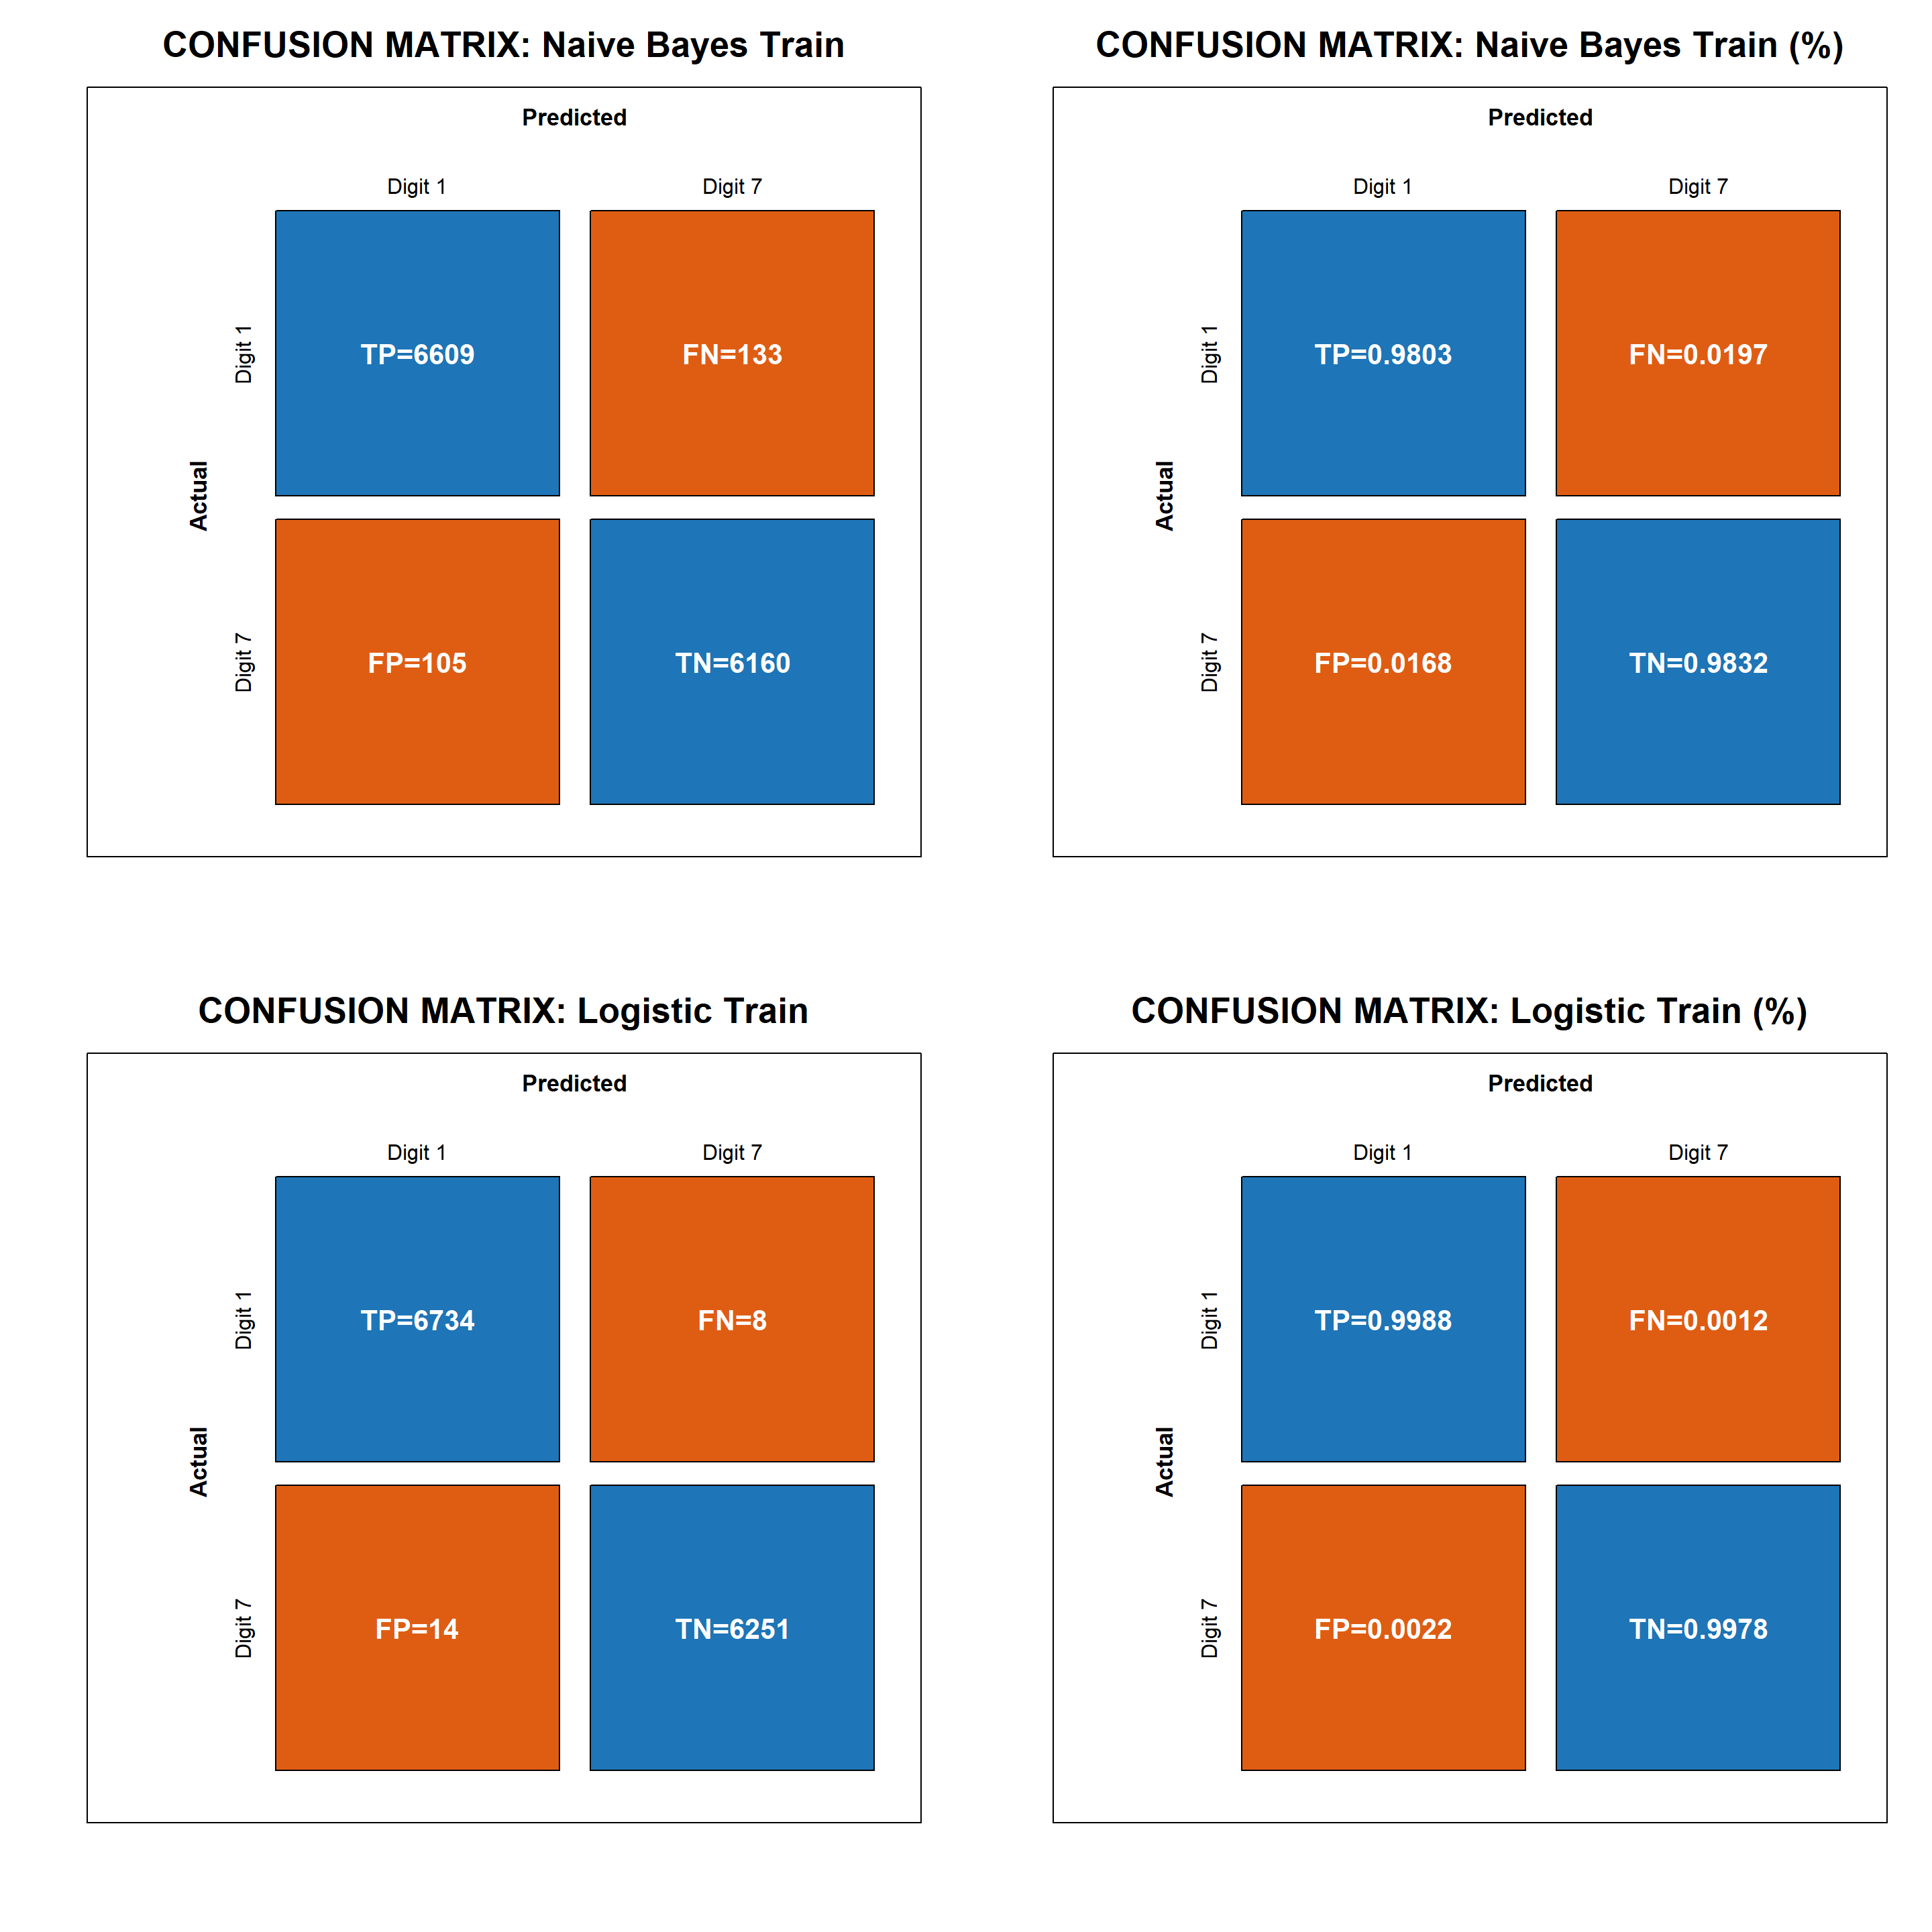 CONFUSION MATRIX: Naive Bayes Train
Predicted
Digit 1
Digit 7
Actual
Digit 1
TP=6609
FN=133
Digit 7
FP=105
TN=6160
CONFUSION MATRIX: Naive Bayes Train (%)
Predicted
Digit 1
Digit 7
Actual
Digit 1
TP=0.9803
FN=0.0197
Digit 7
FP=0.0168
TN=0.9832
CONFUSION MATRIX: Logistic Train
Predicted
Digit 1
Digit 7
Actual
Digit 1
TP=6734
FN=8
Digit 7
FP=14
TN=6251
CONFUSION MATRIX: Logistic Train (%)
Predicted
Digit 1
Digit 7
Actual
Digit 1
TP=0.9988
FN=0.0012
Digit 7
FP=0.0022
TN=0.9978